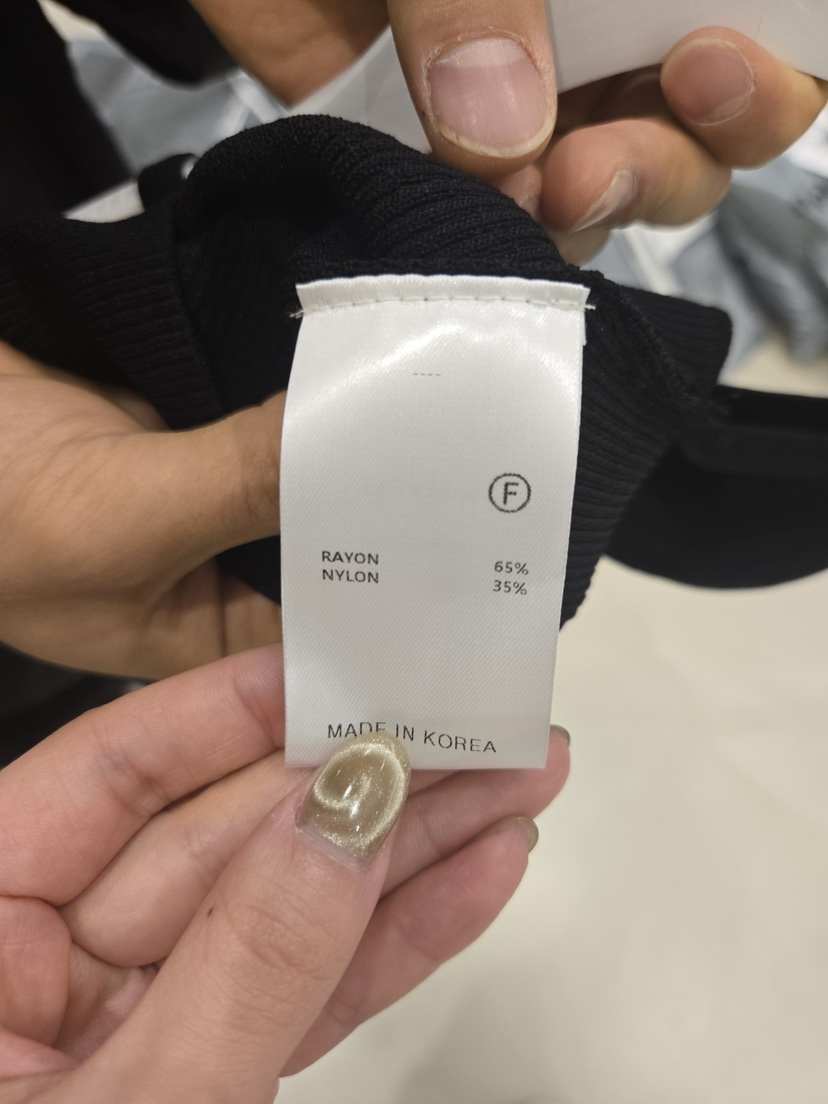 ----
F
RAYON 65%
NYLON 35%
MADE IN KOREA